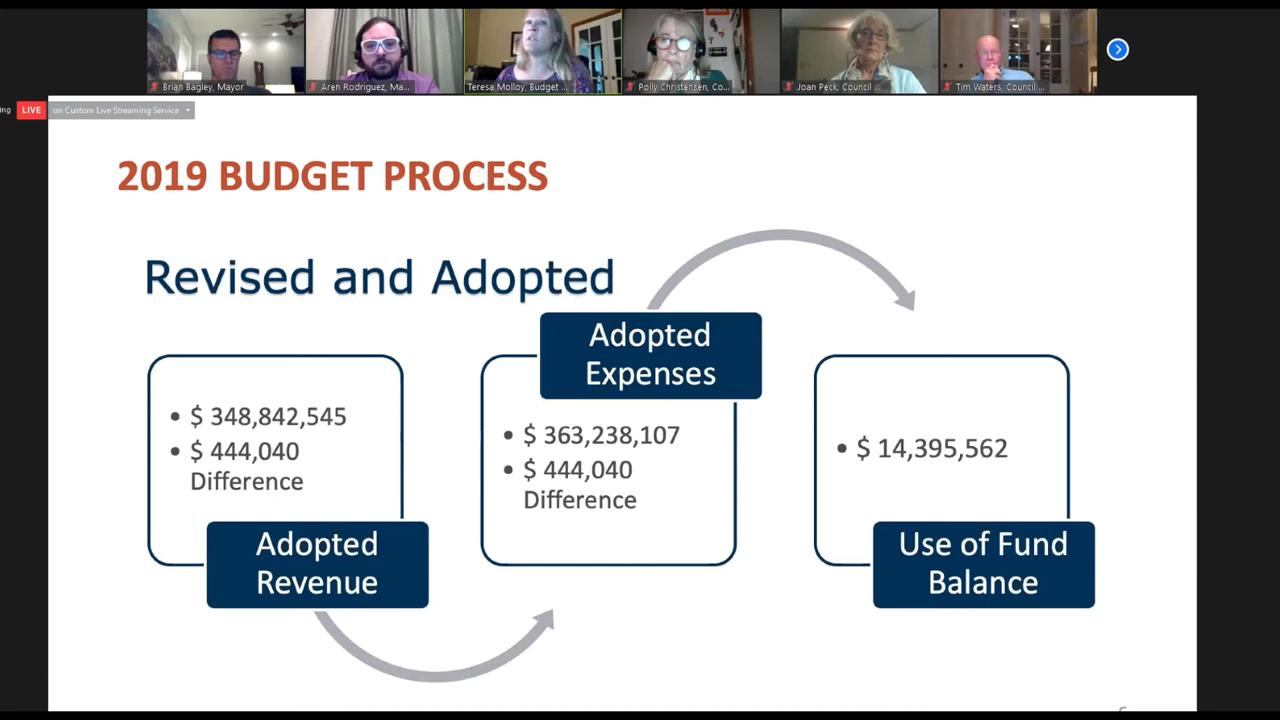 Brian Bagley, Mayor
Aren Rodriguez, Ma...
Teresa Molloy, Budget ...
Polly Christensen, Co...
Joan Peck, Council ...
Tim Waters, Council ...
ing
LIVE
on Custom Live Streaming Service
2019 BUDGET PROCESS
Revised and Adopted
• $ 348,842,545
• $ 444,040
Difference
Adopted
Revenue
Adopted
Expenses
• $ 363,238,107
• $ 444,040
Difference
• $ 14,395,562
Use of Fund
Balance